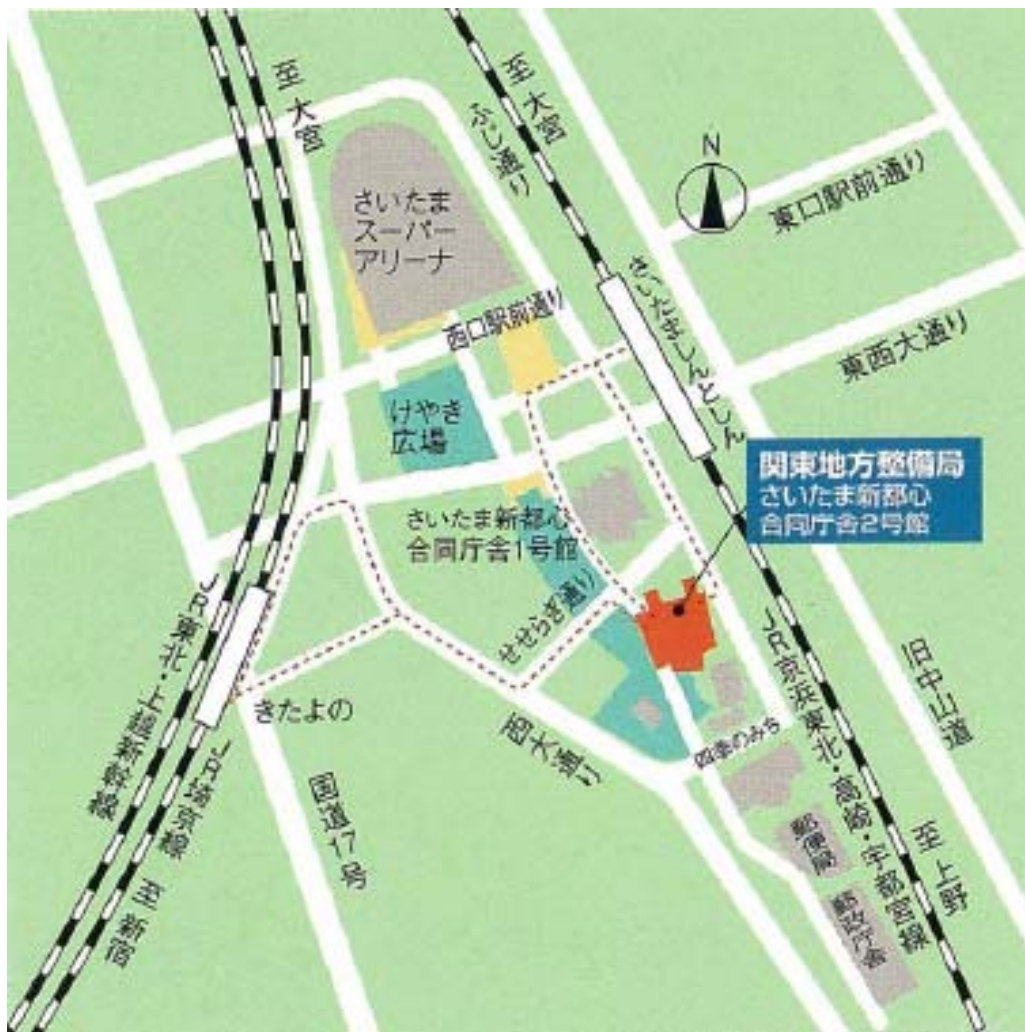 至 大宮
至 大宮
ふじ通り
N
東口駅前通り
さいたま
スーパー
アリーナ
さいたましんとしん
西口駅前通り
東西大通り
けやき
広場
関東地方整備局
さいたま新都心
合同庁舎2号館
さいたま新都心
合同庁舎1号館
せせらぎ通り
きたよの
西大通り
四季のみち
旧中山道
JR東北・上越新幹線
JR埼京線
至 新宿
国道17号
JR京浜東北・高崎・宇都宮線
至 上野
郵便局
郵政庁舎